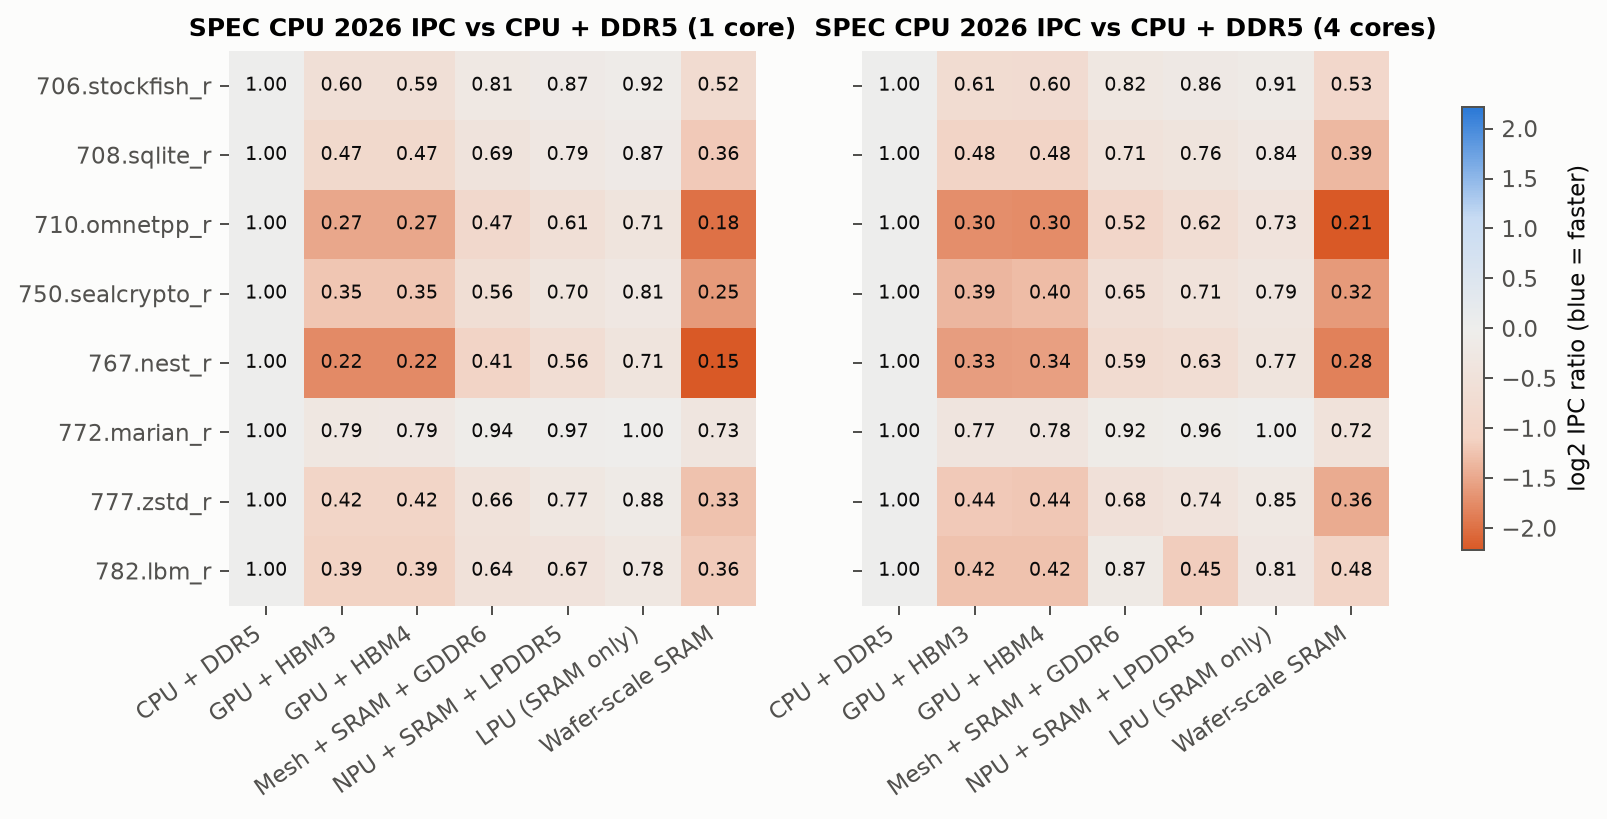 SPEC CPU 2026 IPC vs CPU + DDR5 (1 core)
SPEC CPU 2026 IPC vs CPU + DDR5 (4 cores)
706.stockfish_r 1.00 0.60 0.59 0.81 0.87 0.92 0.52 1.00 0.61 0.60 0.82 0.86 0.91 0.53
708.sqlite_r 1.00 0.47 0.47 0.69 0.79 0.87 0.36 1.00 0.48 0.48 0.71 0.76 0.84 0.39
710.omnetpp_r 1.00 0.27 0.27 0.47 0.61 0.71 0.18 1.00 0.30 0.30 0.52 0.62 0.73 0.21
750.sealcrypto_r 1.00 0.35 0.35 0.56 0.70 0.81 0.25 1.00 0.39 0.40 0.65 0.71 0.79 0.32
767.nest_r 1.00 0.22 0.22 0.41 0.56 0.71 0.15 1.00 0.33 0.34 0.59 0.63 0.77 0.28
772.marian_r 1.00 0.79 0.79 0.94 0.97 1.00 0.73 1.00 0.77 0.78 0.92 0.96 1.00 0.72
777.zstd_r 1.00 0.42 0.42 0.66 0.77 0.88 0.33 1.00 0.44 0.44 0.68 0.74 0.85 0.36
782.lbm_r 1.00 0.39 0.39 0.64 0.67 0.78 0.36 1.00 0.42 0.42 0.87 0.45 0.81 0.48
CPU + DDR5
GPU + HBM3
GPU + HBM4
Mesh + SRAM + GDDR6
NPU + SRAM + LPDDR5
LPU (SRAM only)
Wafer-scale SRAM
CPU + DDR5
GPU + HBM3
GPU + HBM4
Mesh + SRAM + GDDR6
NPU + SRAM + LPDDR5
LPU (SRAM only)
Wafer-scale SRAM
2.0
1.5
1.0
0.5
0.0
−0.5
−1.0
−1.5
−2.0
log2 IPC ratio (blue = faster)